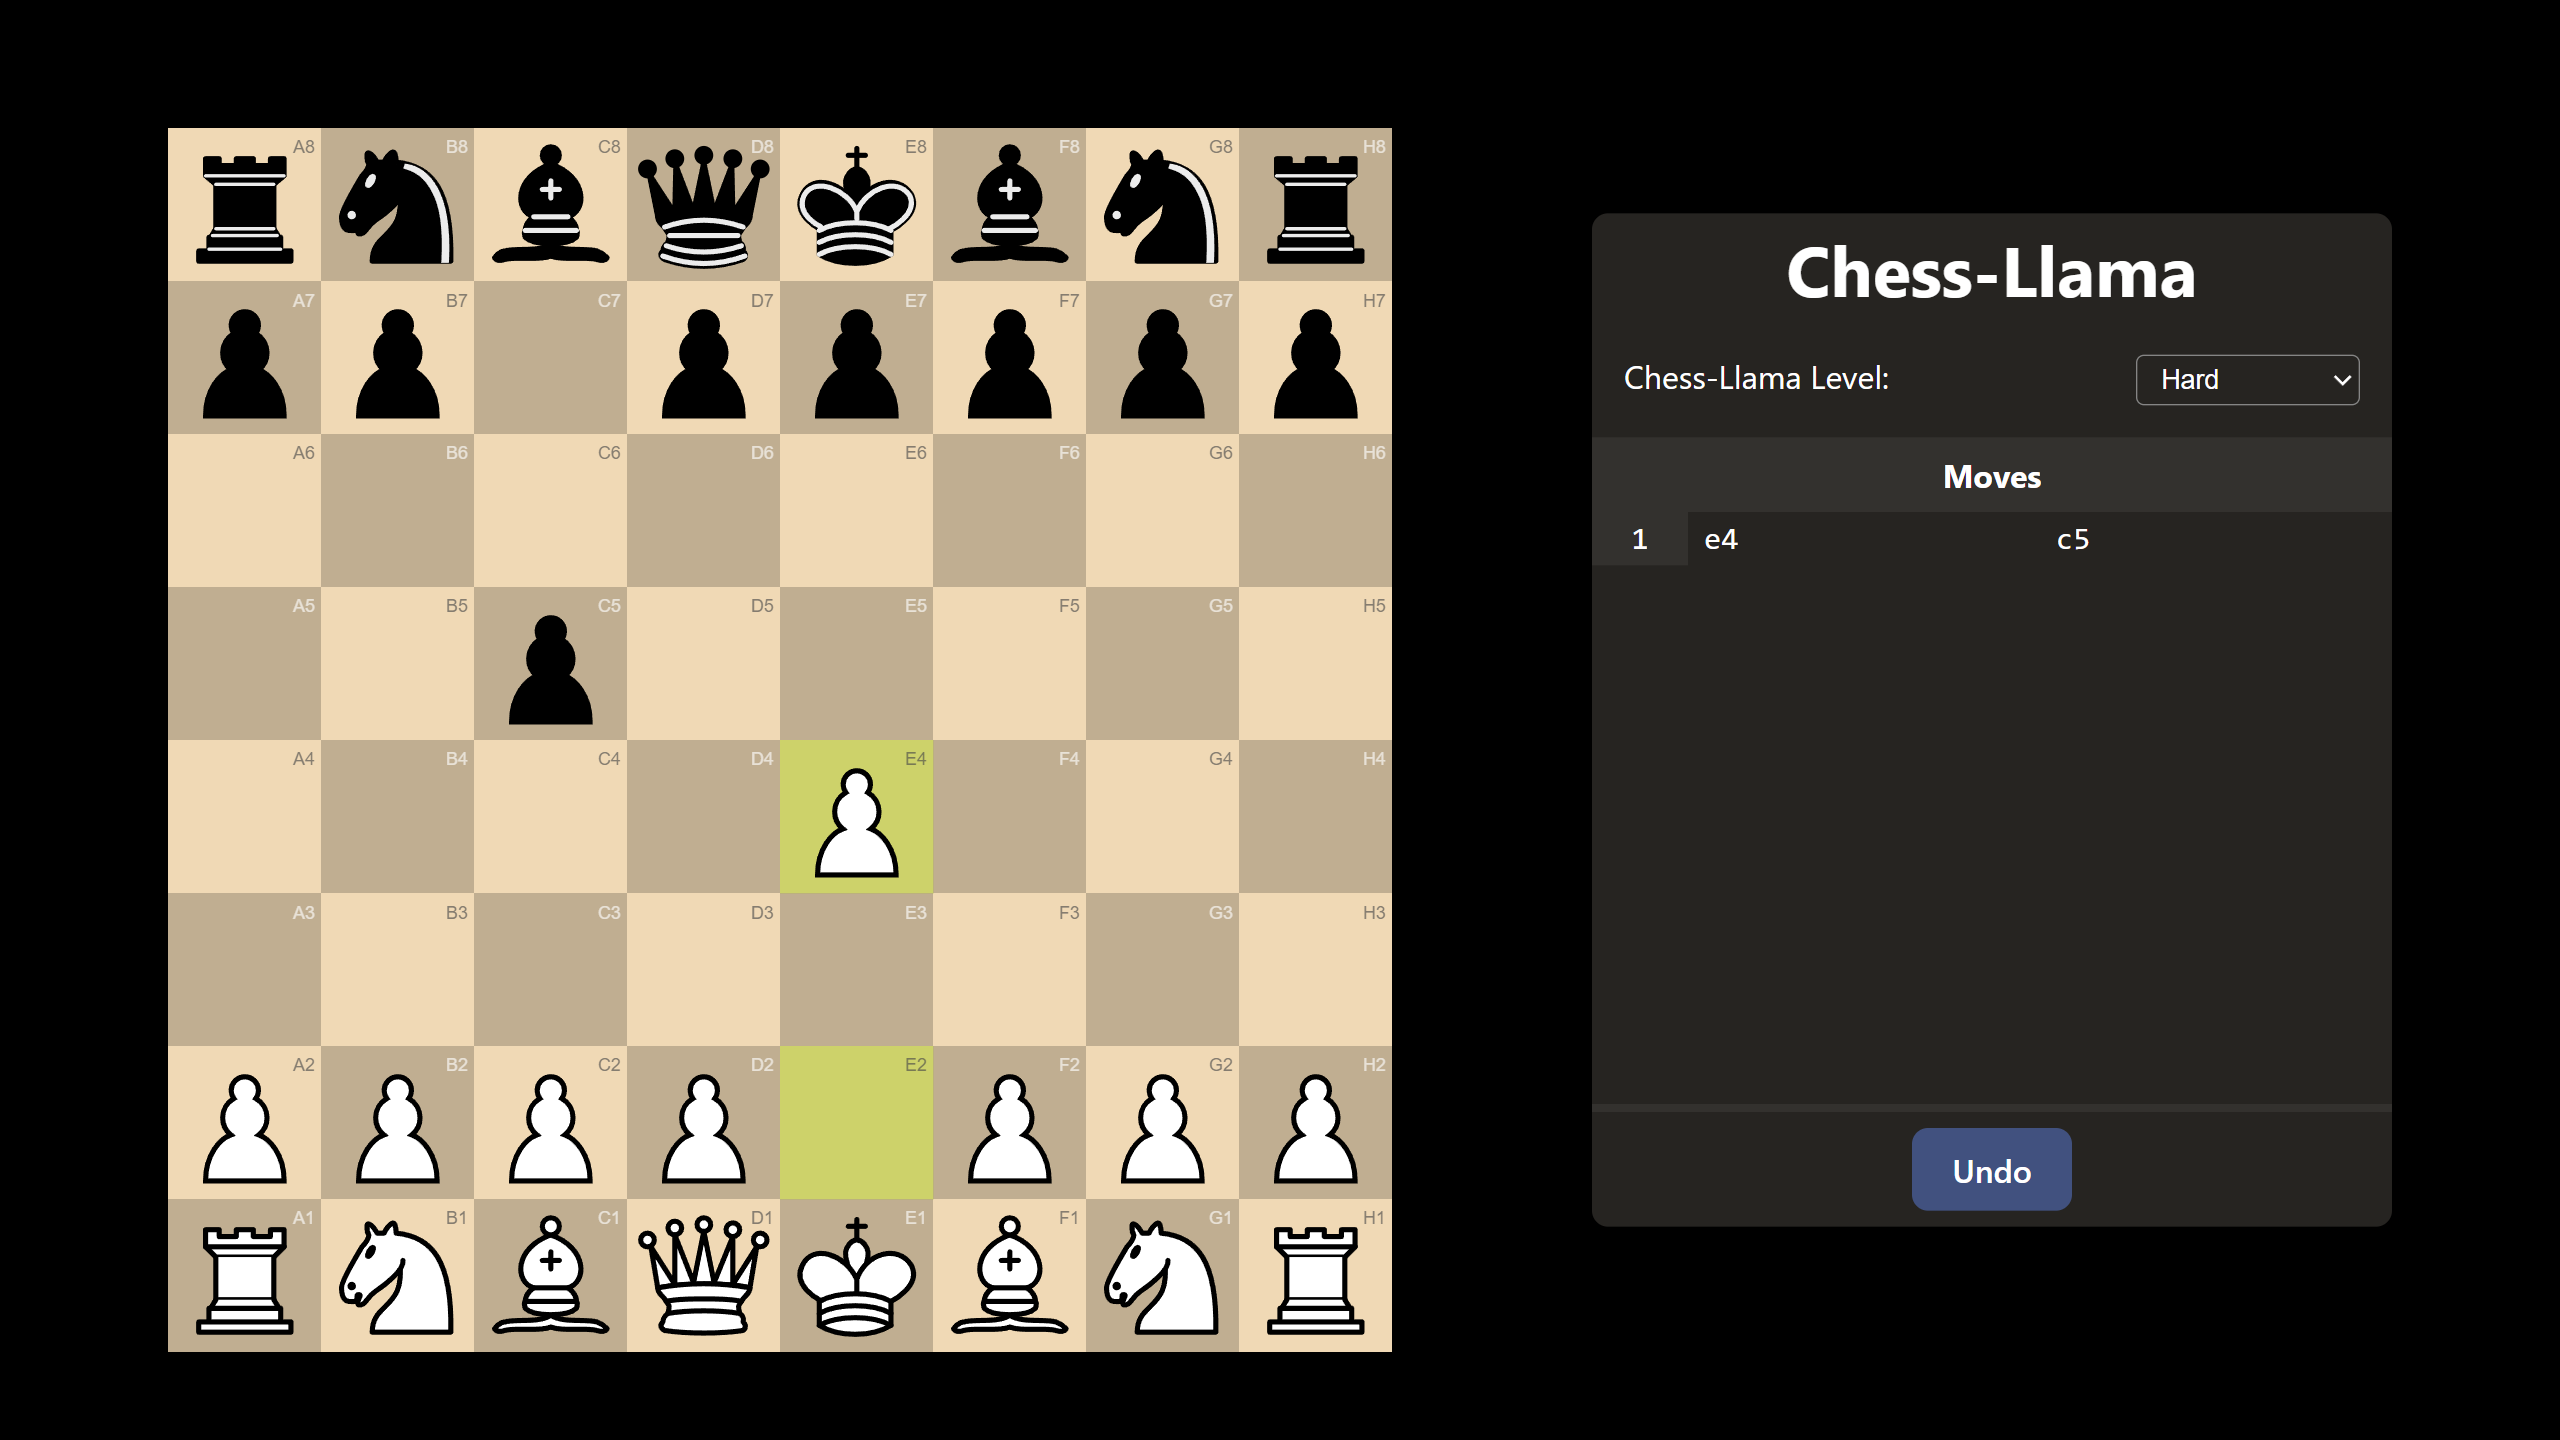 A8 B8 C8 D8 E8 F8 G8 H8
A7 B7 C7 D7 E7 F7 G7 H7
A6 B6 C6 D6 E6 F6 G6 H6
A5 B5 C5 D5 E5 F5 G5 H5
A4 B4 C4 D4 E4 F4 G4 H4
A3 B3 C3 D3 E3 F3 G3 H3
A2 B2 C2 D2 E2 F2 G2 H2
A1 B1 C1 D1 E1 F1 G1 H1
Chess-Llama
Chess-Llama Level: Hard
Moves
1 e4 c5
Undo